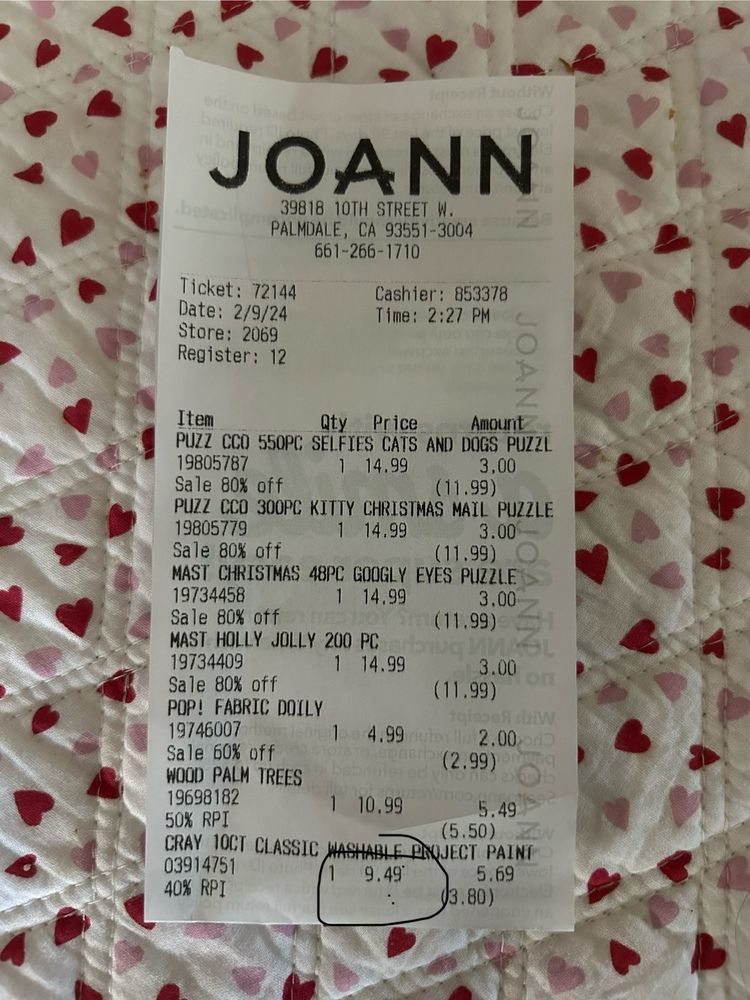 JOANN
39818 10TH STREET W.
PALMDALE, CA 93551-3004
661-266-1710
Ticket: 72144 Cashier: 853378
Date: 2/9/24 Time: 2:27 PM
Store: 2069
Register: 12
Item Qty Price Amount
PUZZ CCO 550PC SELFIES CATS AND DOGS PUZZL
19805787 1 14.99 3.00
Sale 80% off (11.99)
PUZZ CCO 300PC KITTY CHRISTMAS MAIL PUZZLE
19805779 1 14.99 3.00
Sale 80% off (11.99)
MAST CHRISTMAS 48PC GOOGLY EYES PUZZLE
19734458 1 14.99 3.00
Sale 80% off (11.99)
MAST HOLLY JOLLY 200 PC
19734409 1 14.99 3.00
Sale 80% off (11.99)
POP! FABRIC DOILY
19746007 1 4.99 2.00
Sale 60% off (2.99)
WOOD PALM TREES
19698182 1 10.99 5.49
50% RPI (5.50)
CRAY 10CT CLASSIC WASHABLE PROJECT PAINT
03914751 1 9.49 5.69
40% RPI (3.80)
JOANN JOANN JOANN JOANN